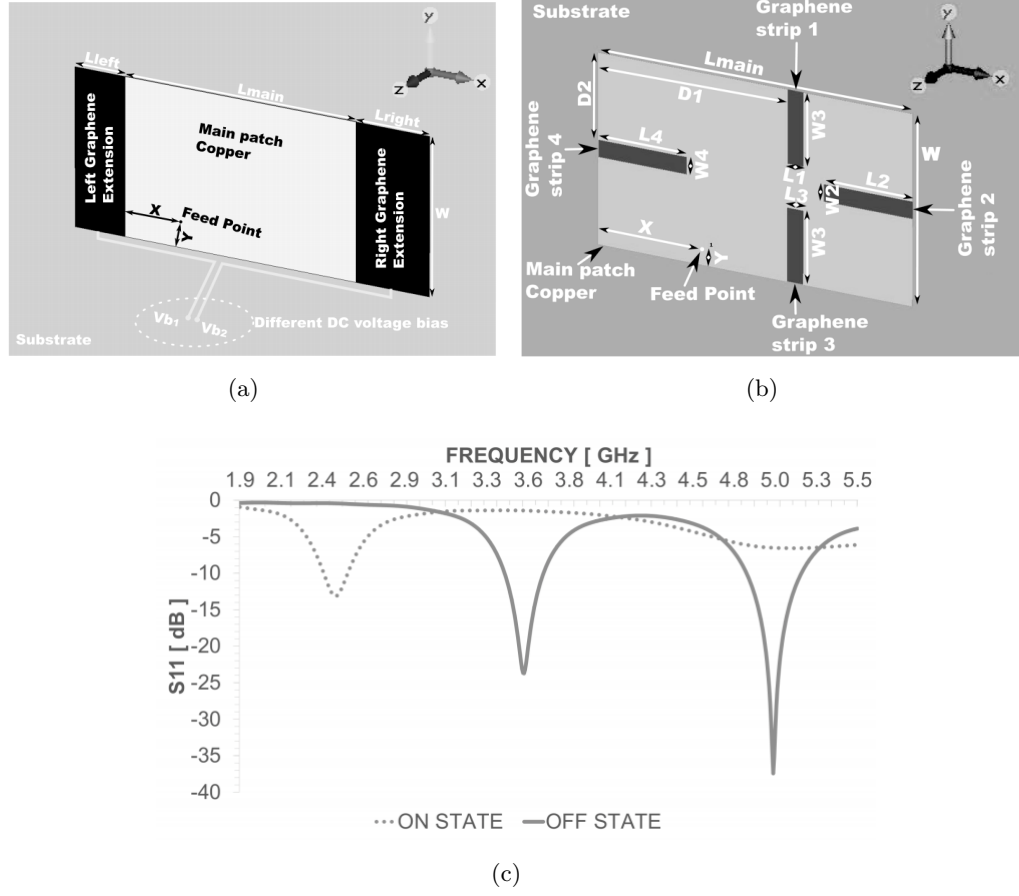 Lleft
Lmain
Lright
Left Graphene
Extension
Main patch
Copper
X
Feed Point
Y
Right Graphene
Extension
W
Vb1
Vb2
Different DC voltage bias
Substrate
Y
Z
X
(a)
Substrate
Graphene
strip 1
Lmain
D1
D2
L4
W3
W
Graphene
strip 4
W4
L1
L3
W2
L2
X
W3
Y
Graphene
strip 2
Main patch
Copper
Feed Point
Graphene
strip 3
Y
Z
X
(b)
FREQUENCY [ GHz ]
1.9 2.1 2.4 2.6 2.9 3.1 3.3 3.6 3.8 4.1 4.3 4.5 4.8 5.0 5.3 5.5
S11 [ dB ]
0
-5
-10
-15
-20
-25
-30
-35
-40
ON STATE OFF STATE
(c)